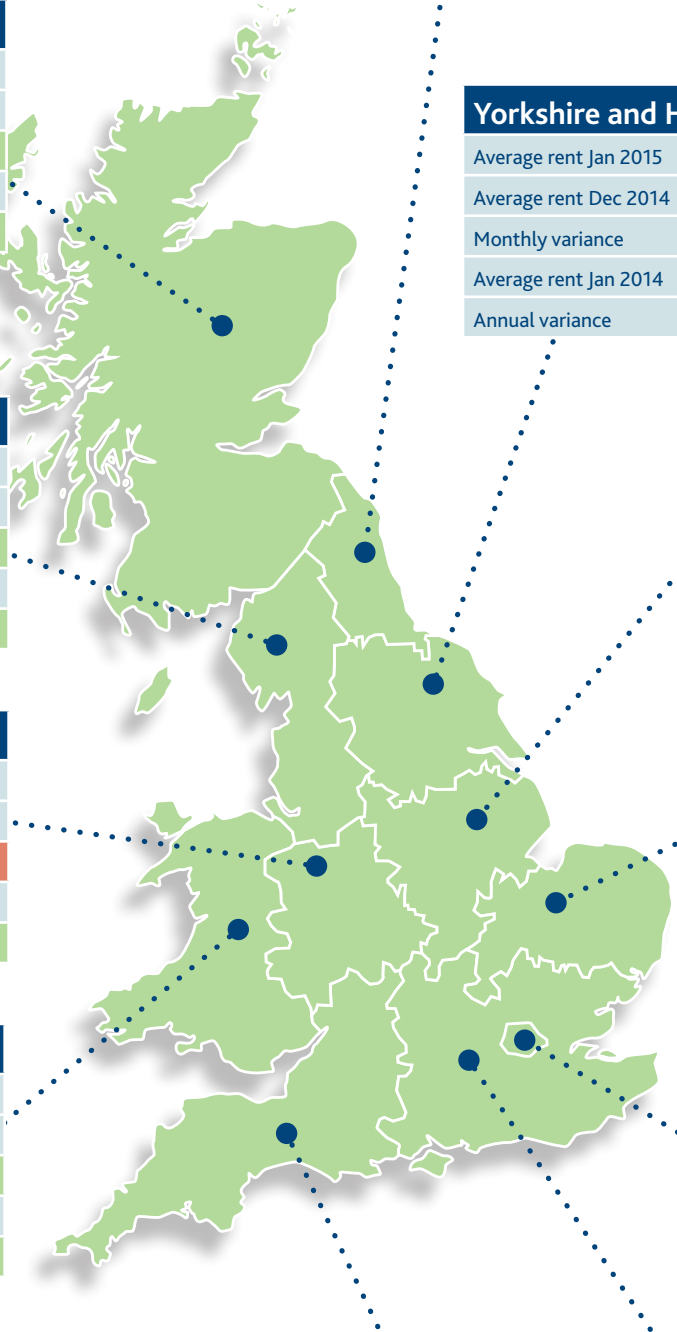 Yorkshire and
Average rent Jan 2015
Average rent Dec 2014
Monthly variance
Average rent Jan 2014
Annual variance